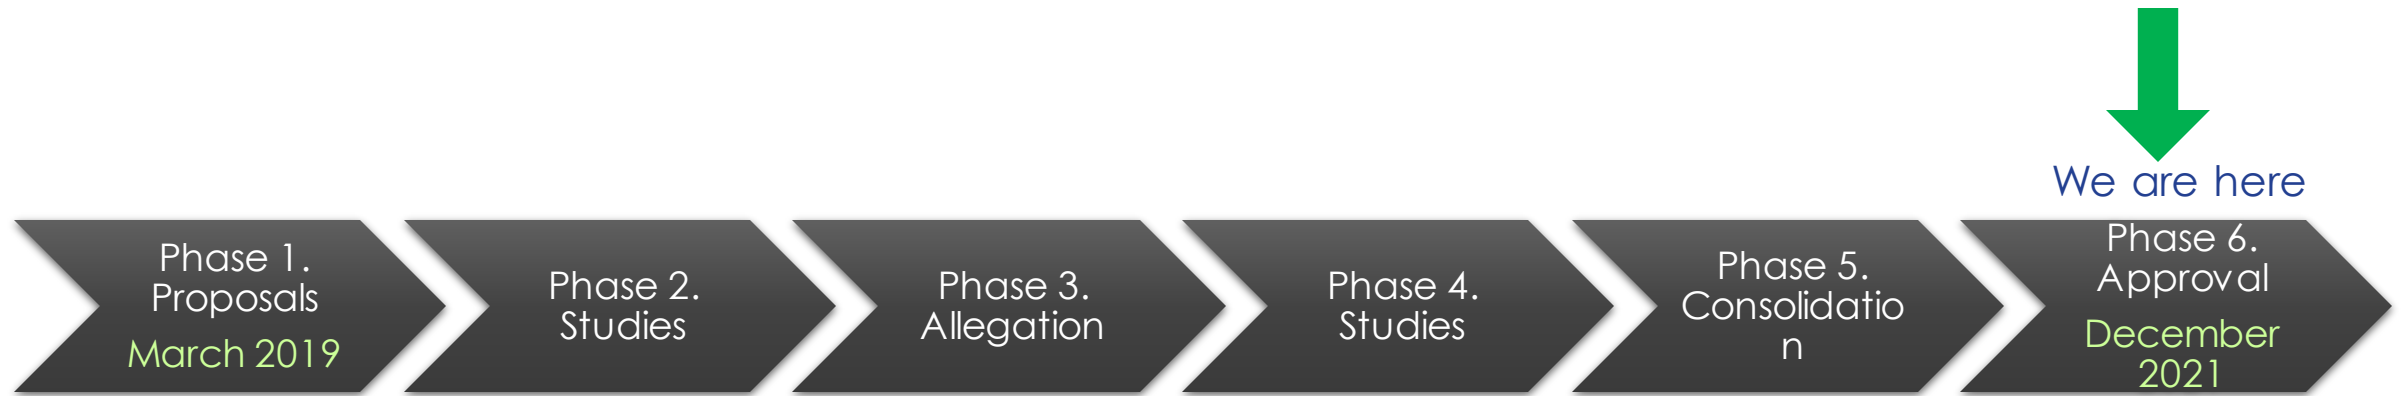 We are here
Phase 1.
Proposals
March 2019
Phase 2.
Studies
Phase 3.
Allegation
Phase 4.
Studies
Phase 5.
Consolidatio
n
Phase 6.
Approval
December
2021